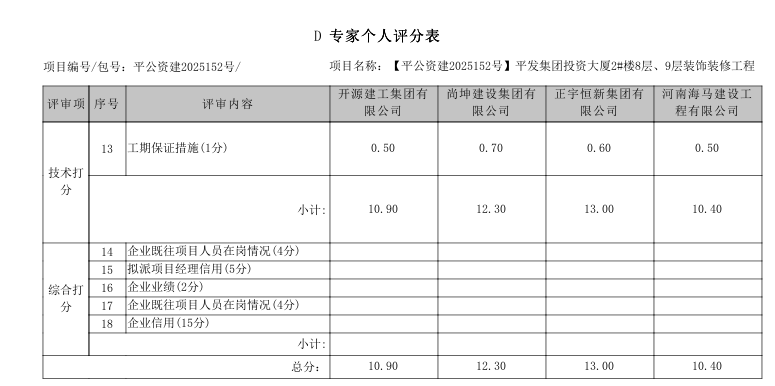 D 专家个人评分表
项目编号/包号: 平公资建2025152号/ 项目名称: 【平公资建2025152号】平发集团投资大厦2#楼8层、9层装饰装修工程
评审项 序号 评审内容 开源建工集团有限公司 尚坤建设集团有限公司 正宇恒新集团有限公司 河南海马建设工程有限公司
技术打分
13 工期保证措施(1分) 0.50 0.70 0.60 0.50
小计: 10.90 12.30 13.00 10.40
综合打分
14 企业既往项目人员在岗情况(4分)
15 拟派项目经理信用(5分)
16 企业业绩(2分)
17 企业既往项目人员在岗情况(4分)
18 企业信用(15分)
小计:
总分: 10.90 12.30 13.00 10.40